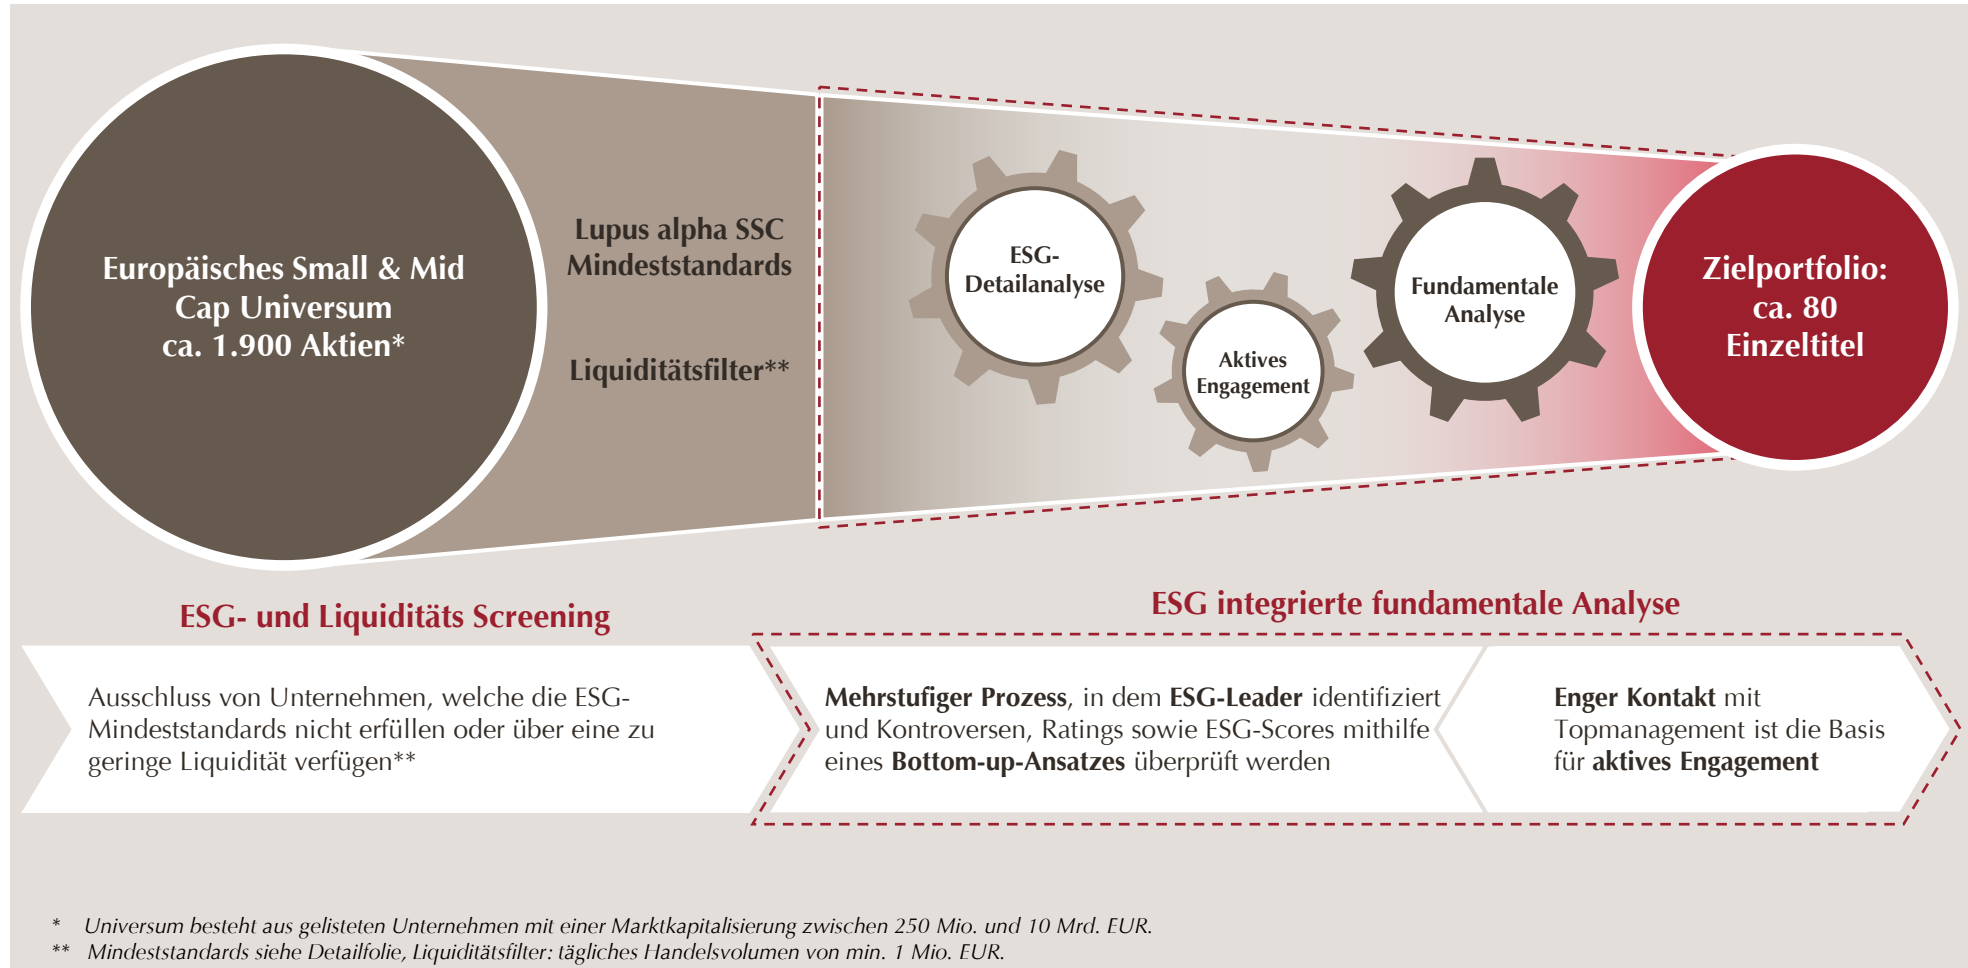 Europäisches Small & Mid
Cap Universum
ca. 1.900 Aktien*
Lupus alpha SSC
Mindeststandards
Liquiditätsfilter**
ESG-
Detailanalyse
Aktives
Engagement
Fundamentale
Analyse
Zielportfolio:
ca. 80
Einzeltitel
ESG- und Liquiditäts Screening
Ausschluss von Unternehmen, welche die ESG-
Mindeststandards nicht erfüllen oder über eine zu
geringe Liquidität verfügen**
ESG integrierte fundamentale Analyse
Mehrstufiger Prozess, in dem ESG-Leader identifiziert
und Kontroversen, Ratings sowie ESG-Scores mithilfe
eines Bottom-up-Ansatzes überprüft werden
Enger Kontakt mit
Topmanagement ist die Basis
für aktives Engagement
* Universum besteht aus gelisteten Unternehmen mit einer Marktkapitalisierung zwischen 250 Mio. und 10 Mrd. EUR.
** Mindeststandards siehe Detailfolie, Liquiditätsfilter: tägliches Handelsvolumen von min. 1 Mio. EUR.